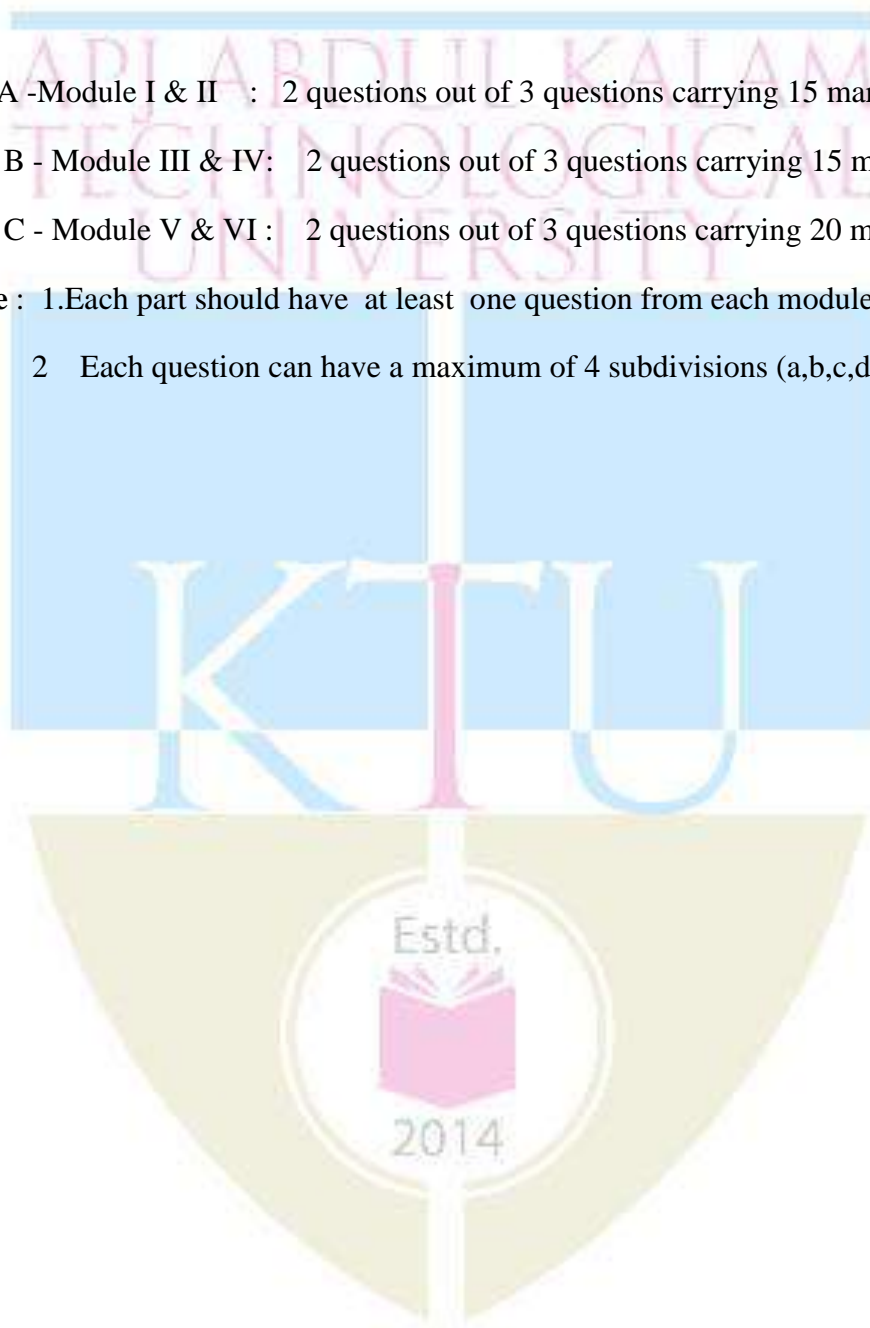 API ABDUL KALAM
TECHNOLOGICAL
UNIVERSITY
A -Module I & II : 2 questions out of 3 questions carrying 15 mar
B - Module III & IV: 2 questions out of 3 questions carrying 15 m
C - Module V & VI : 2 questions out of 3 questions carrying 20 m
e : 1.Each part should have at least one question from each module
2 Each question can have a maximum of 4 subdivisions (a,b,c,d
KTU
Estd.
2014